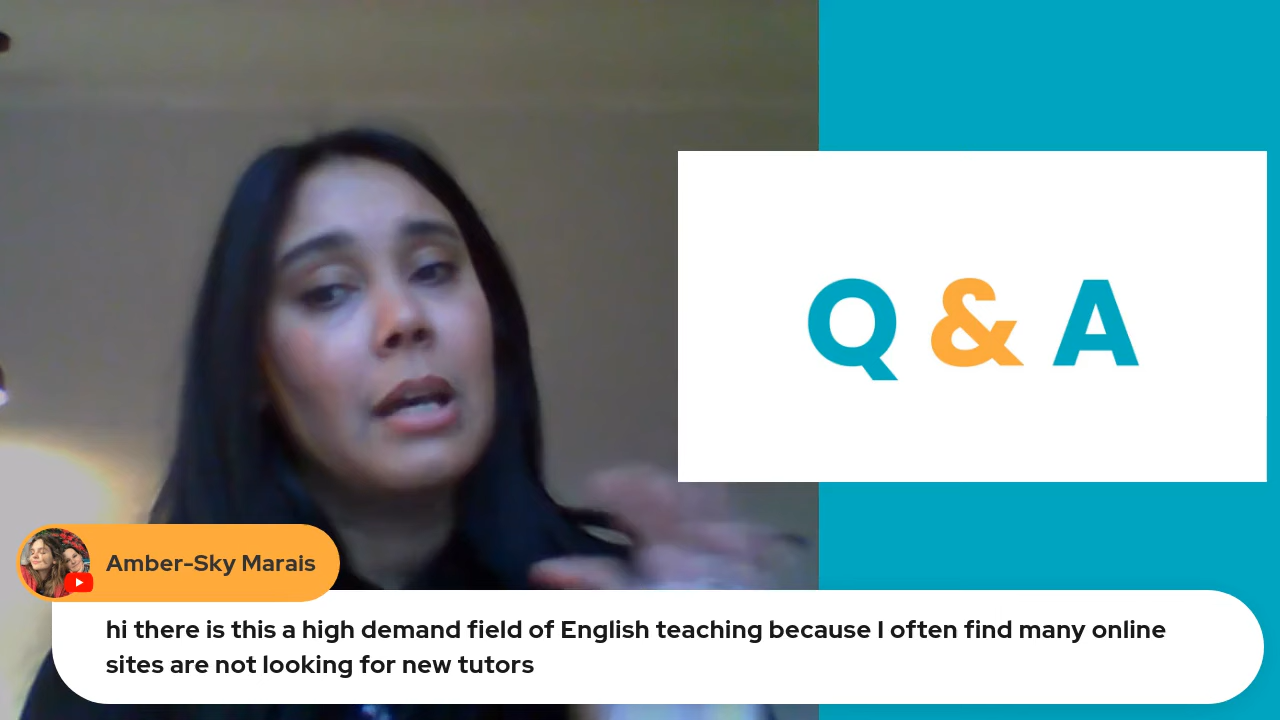 Q & A
Amber-Sky Marais
hi there is this a high demand field of English teaching because I often find many online
sites are not looking for new tutors